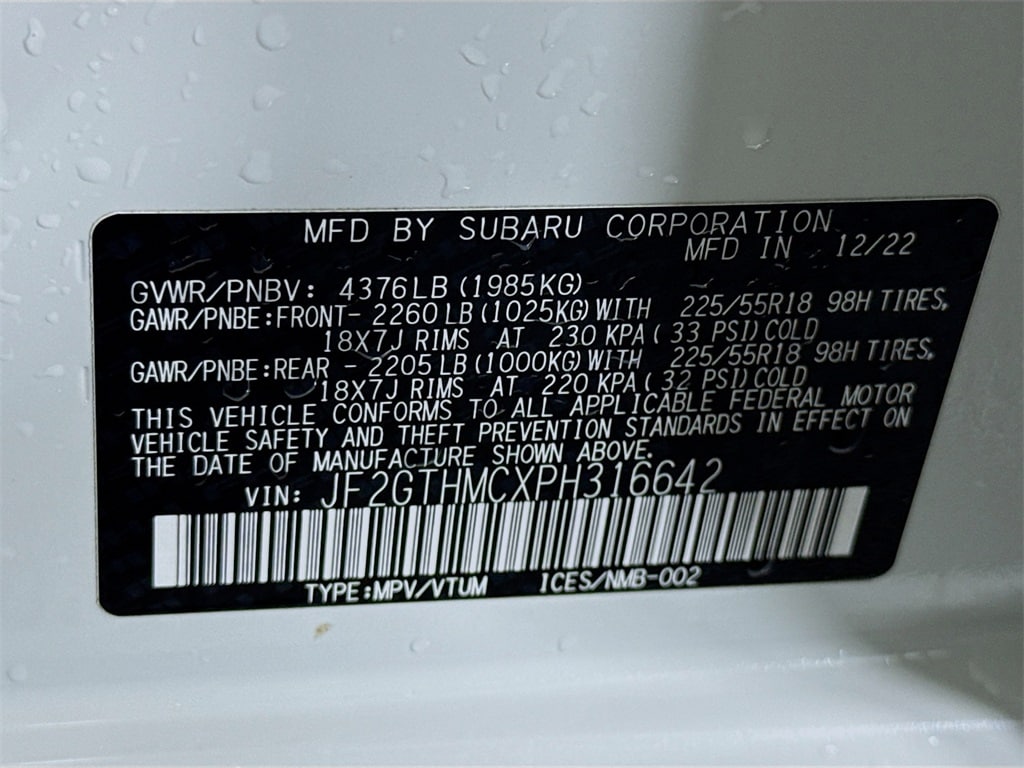 MFD BY SUBARU CORPORATION
MFD IN 12/22
GVWR/PNBV: 4376LB (1985KG)
GAWR/PNBE:FRONT- 2260LB(1025KG)WITH 225/55R18 98H TIRES,
18X7J RIMS AT 230 KPA( 33 PSI)COLD
GAWR/PNBE:REAR - 2205LB(1000KG)WITH 225/55R18 98H TIRES,
18X7J RIMS AT 220 KPA( 32 PSI)COLD
THIS VEHICLE CONFORMS TO ALL APPLICABLE FEDERAL MOTOR
VEHICLE SAFETY AND THEFT PREVENTION STANDARDS IN EFFECT ON
THE DATE OF MANUFACTURE SHOWN ABOVE.
VIN: JF2GTHMCXPH316642
TYPE:MPV/VTUM ICES/NMB-002